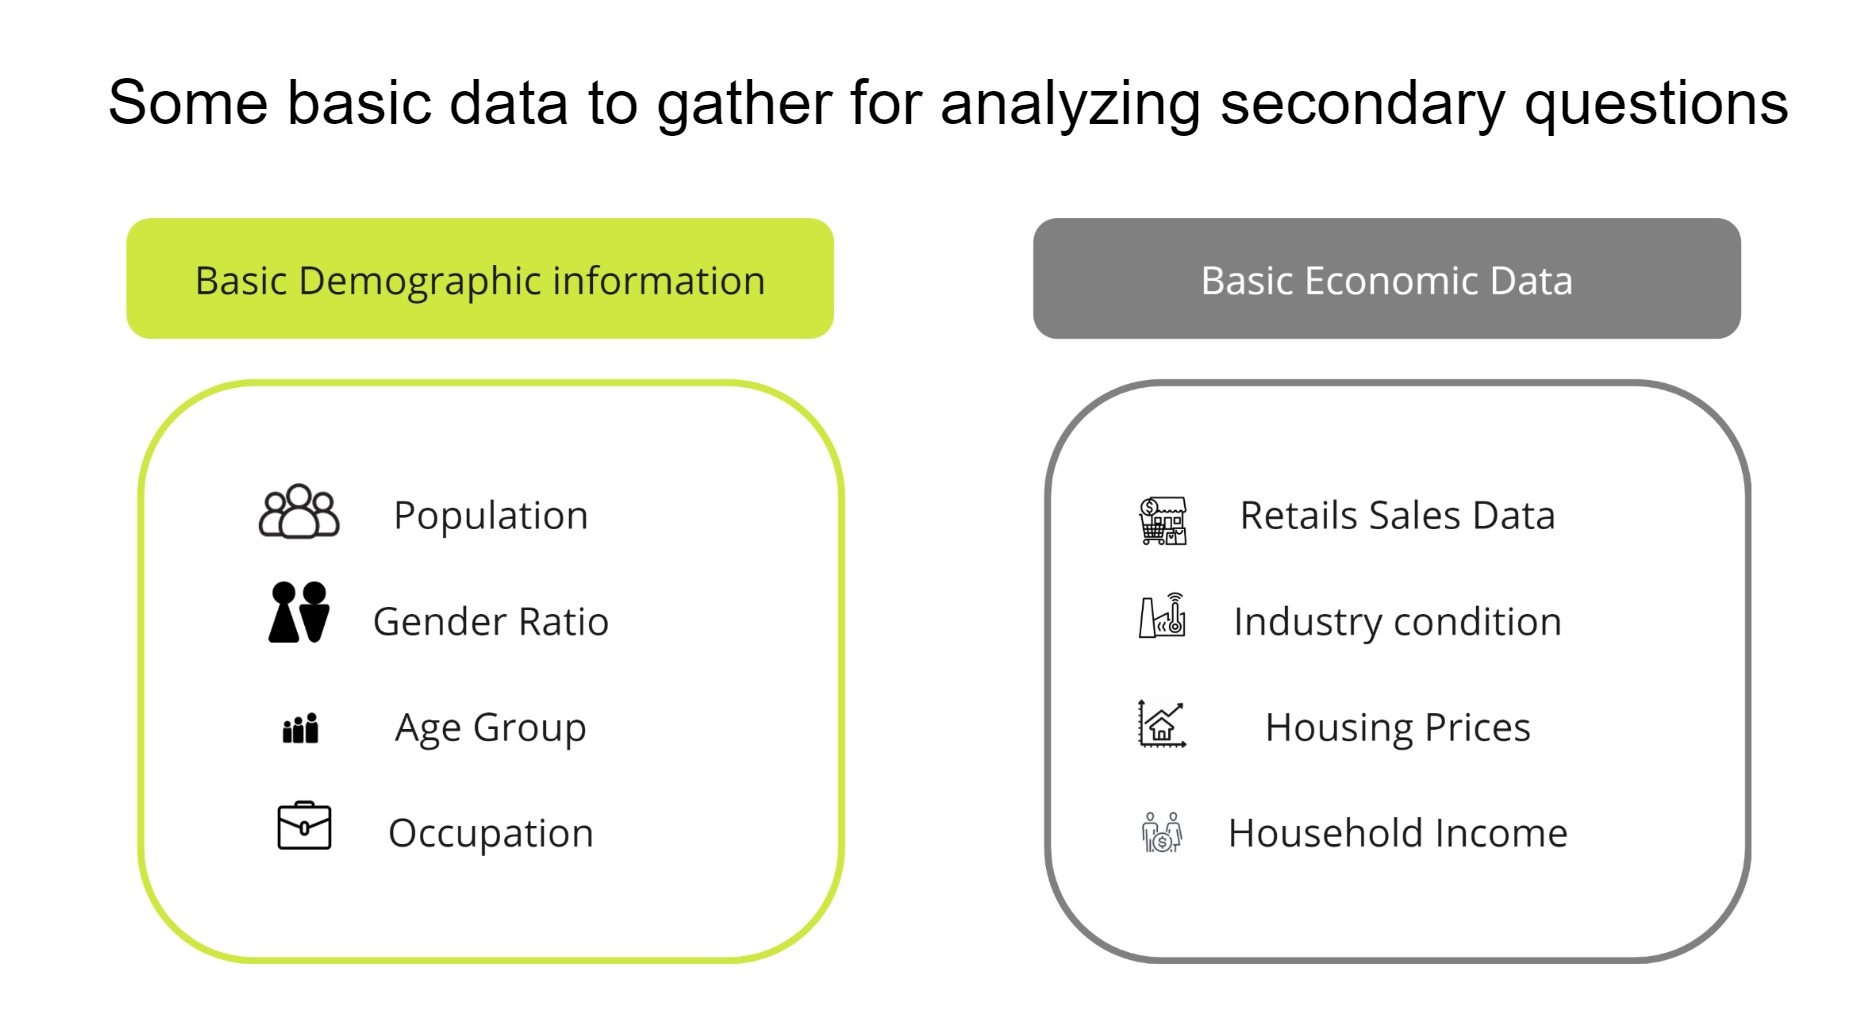 Some basic data to gather for analyzing secondary questions
Basic Demographic information
Population
Gender Ratio
Age Group
Occupation
Basic Economic Data
Retails Sales Data
Industry condition
Housing Prices
Household Income